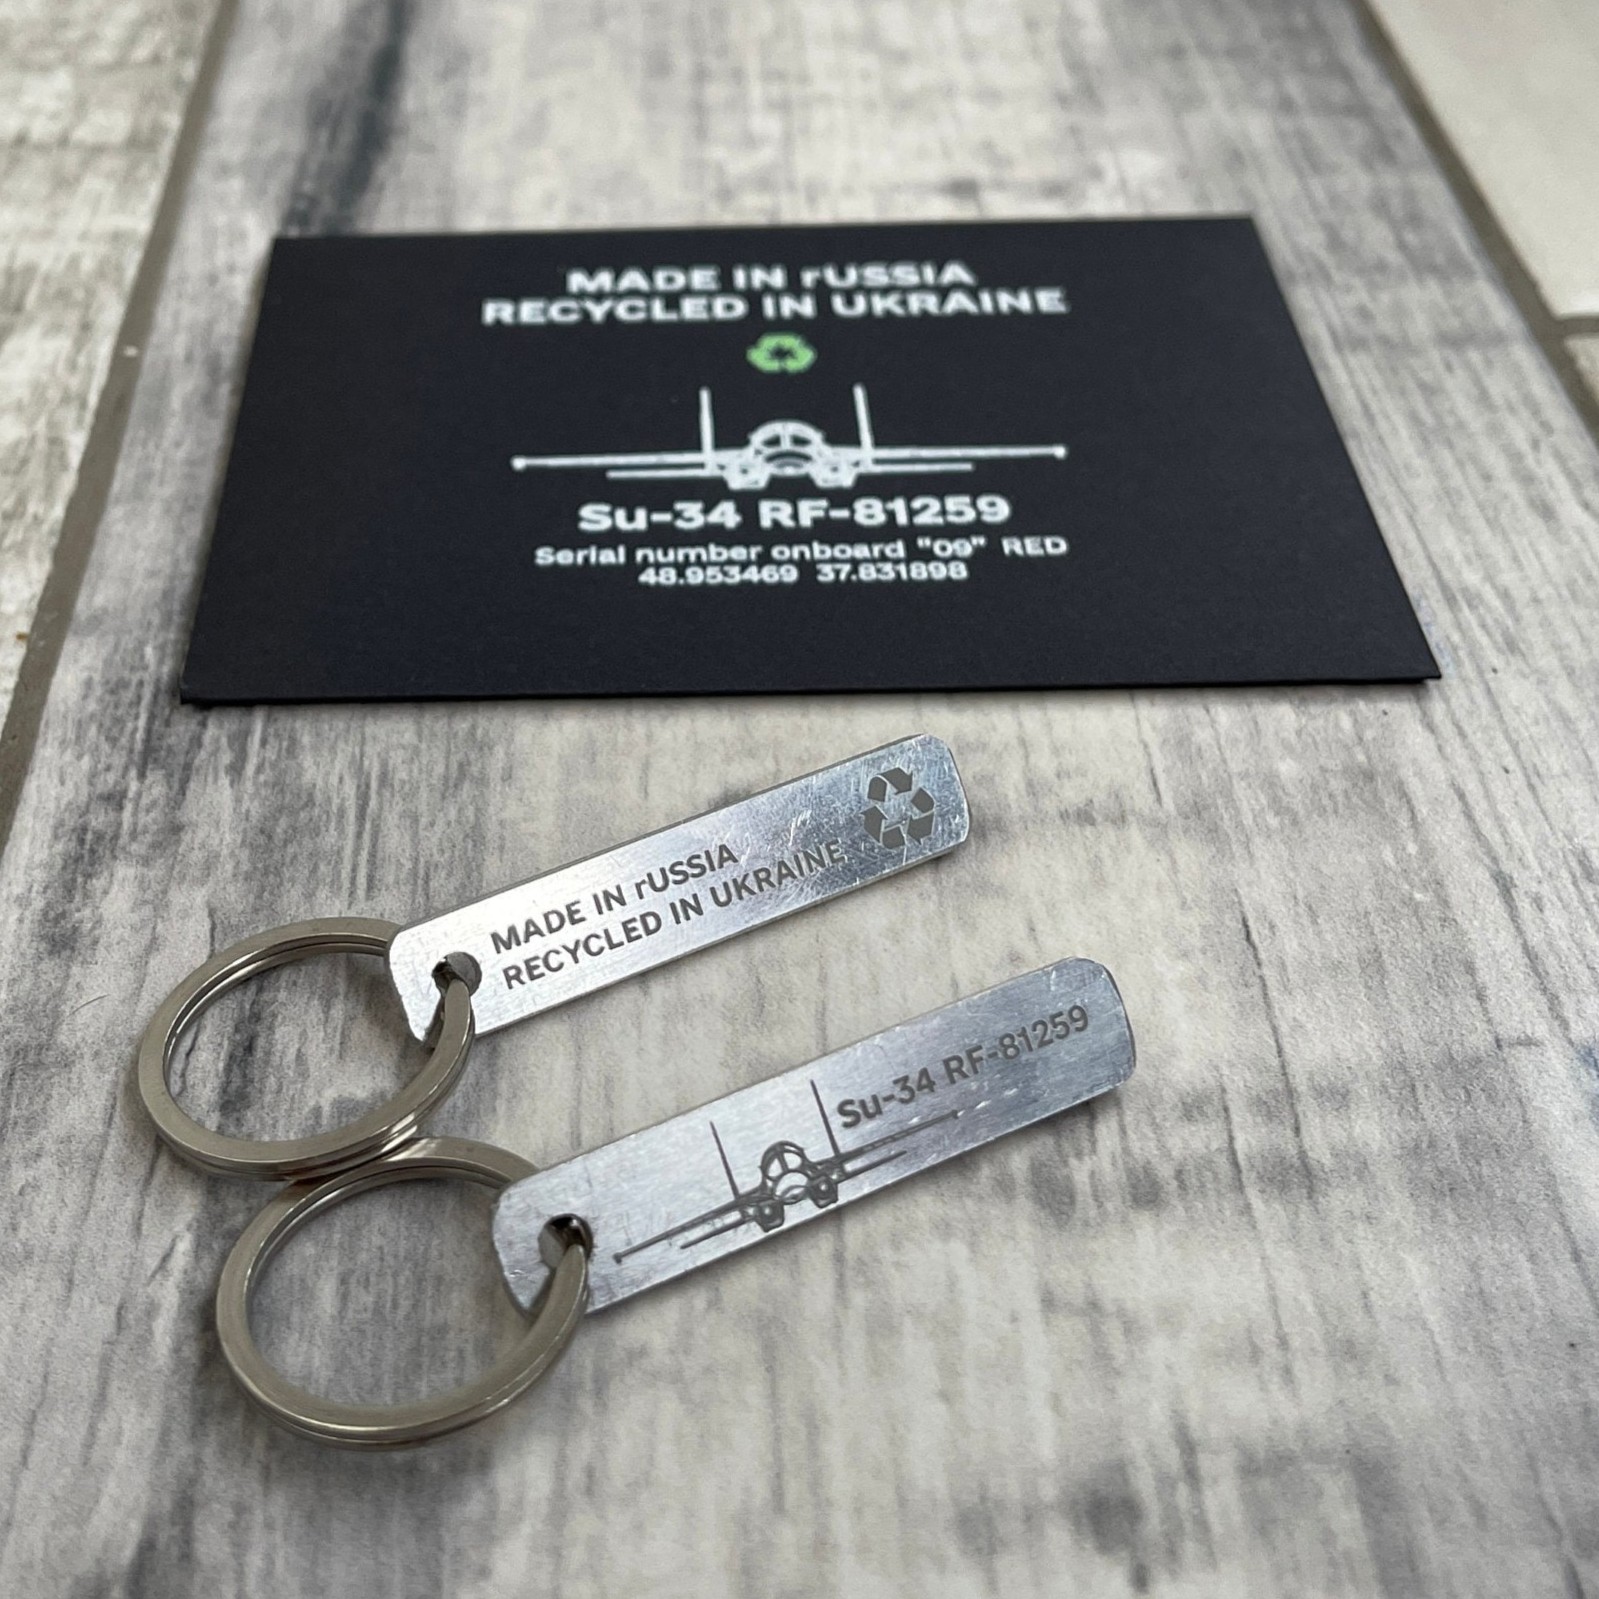 MADE IN rUSSIA
RECYCLED IN UKRAINE
Su-34 RF-81259
Serial number onboard "09" RED
48.953469 37.831898
MADE IN rUSSIA
RECYCLED IN UKRAINE
Su-34 RF-81259